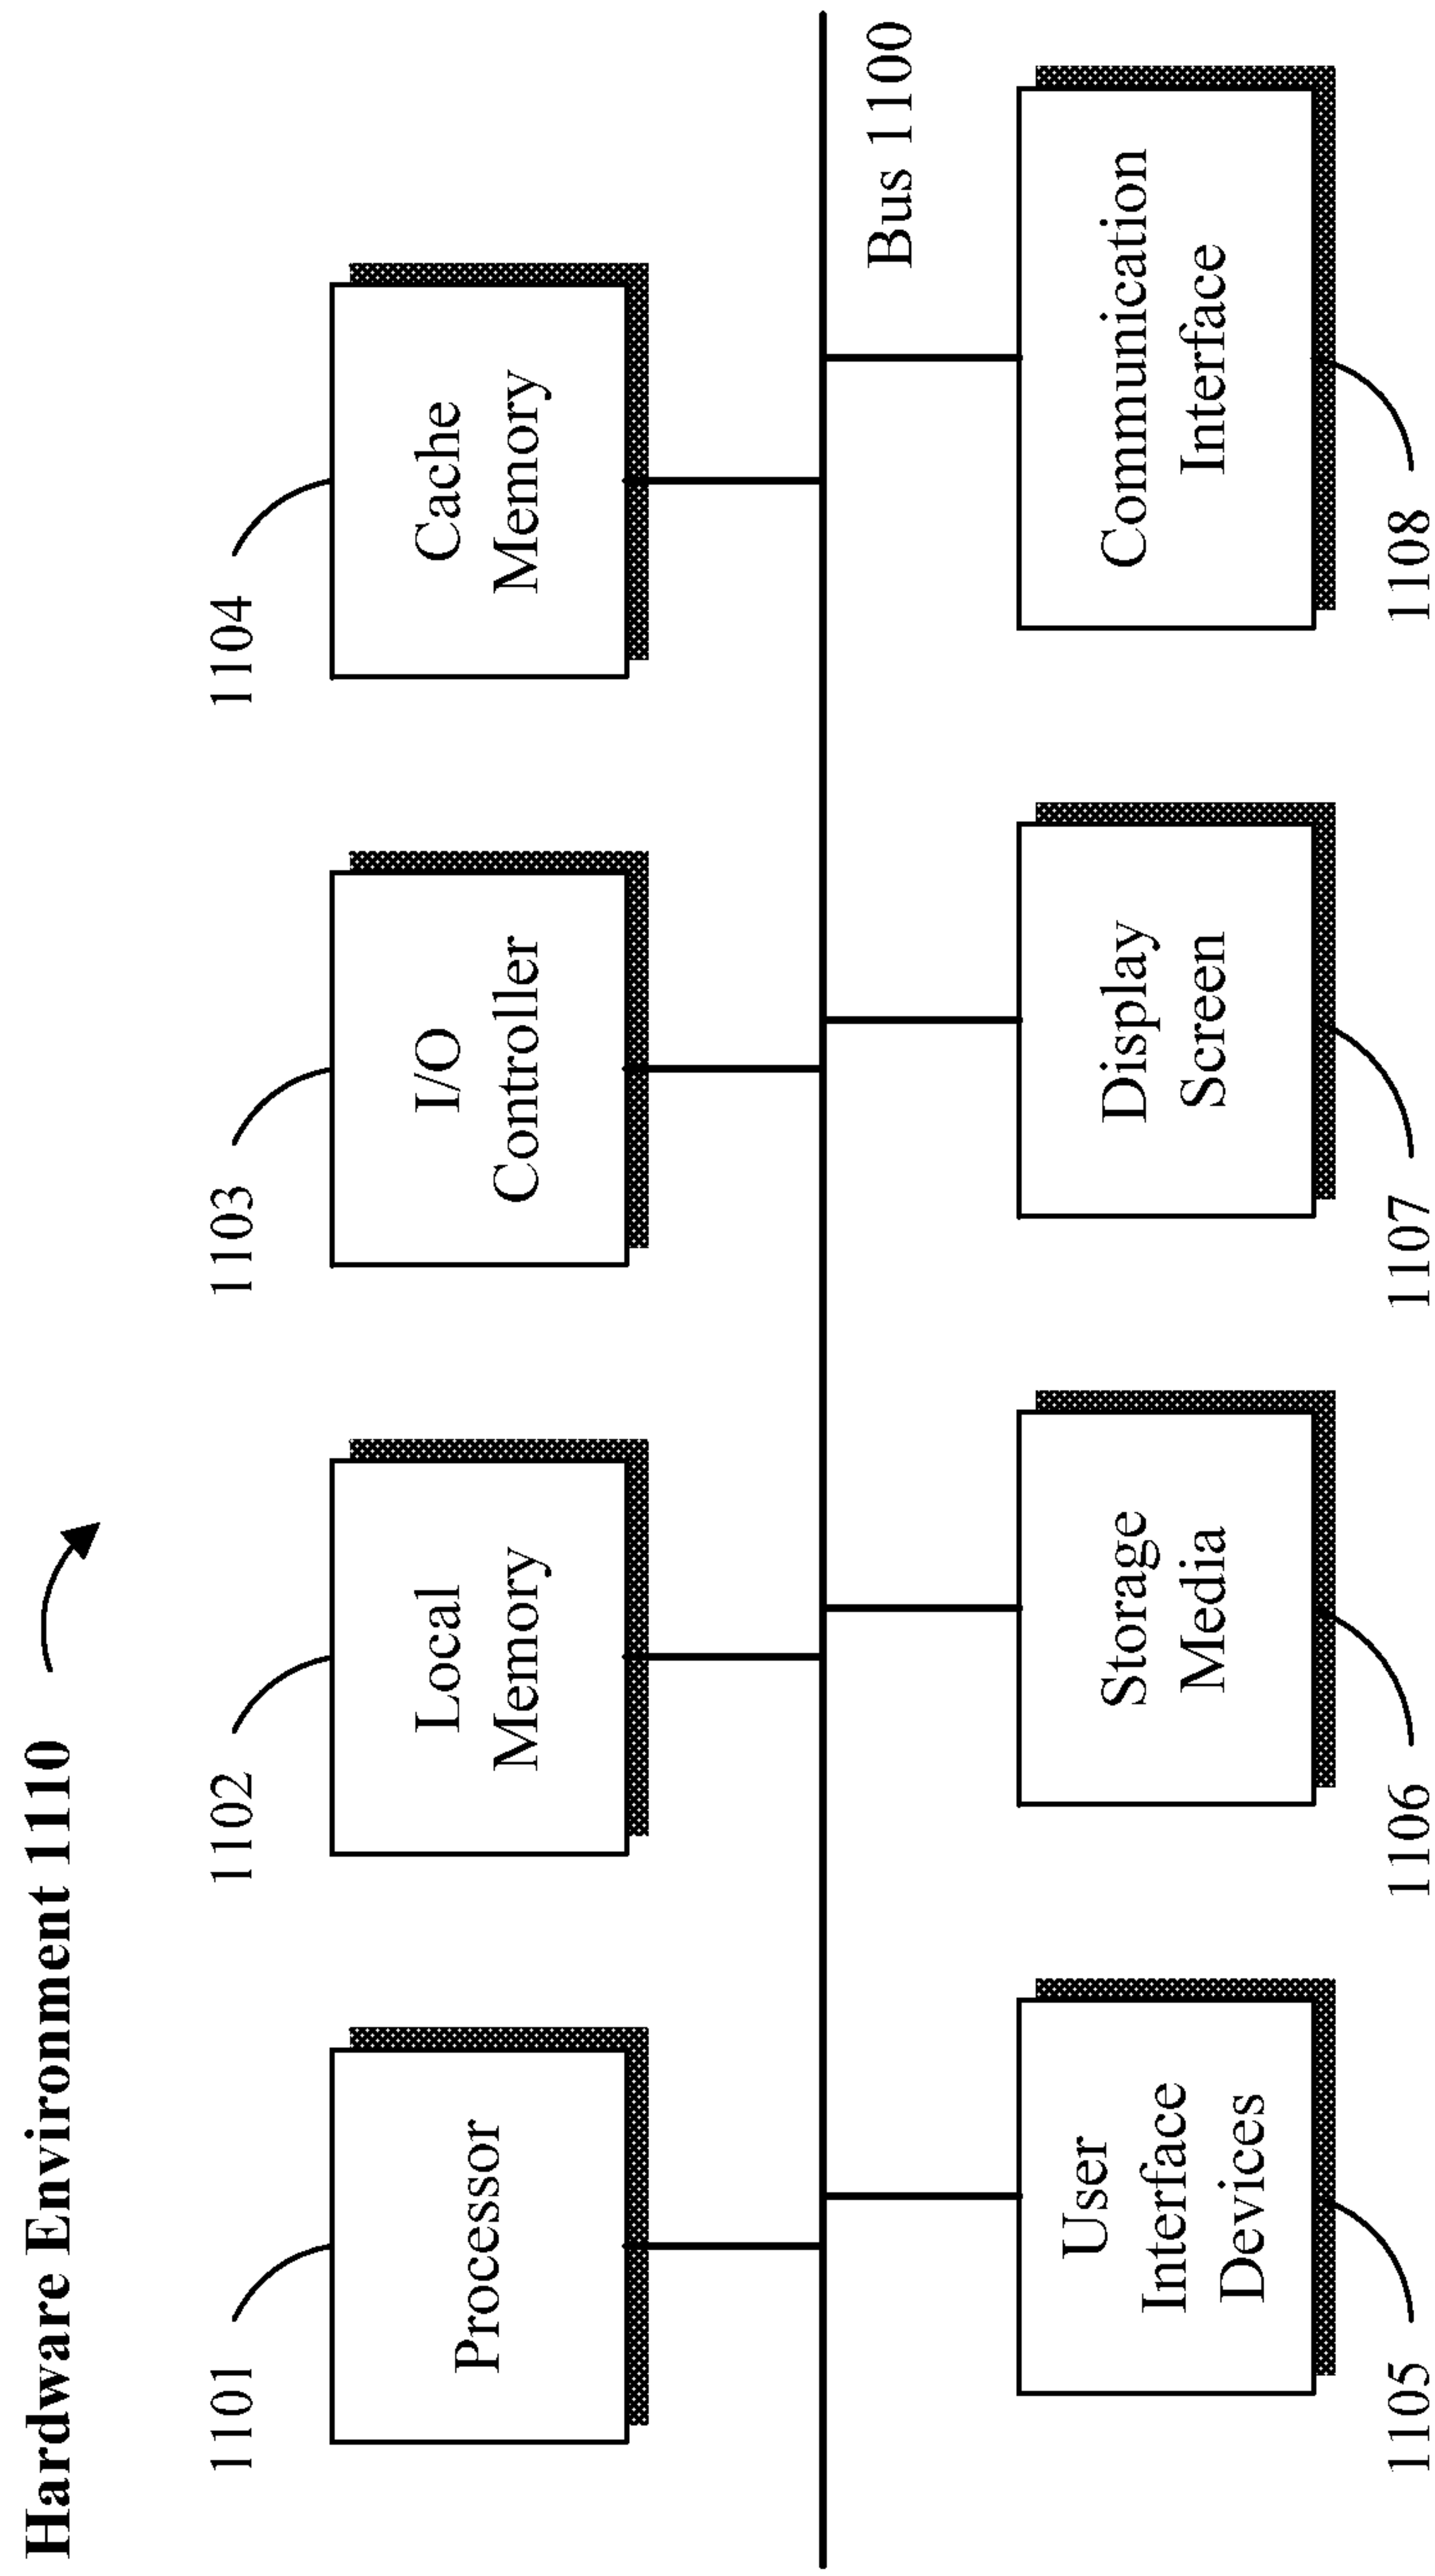 Hardware Environment 1110
1101
1102
1103
1104
Processor
Local
Memory
I/O
Controller
Cache
Memory
Bus 1100
User
Interface
Devices
Storage
Media
Display
Screen
Communication
Interface
1105
1106
1107
1108